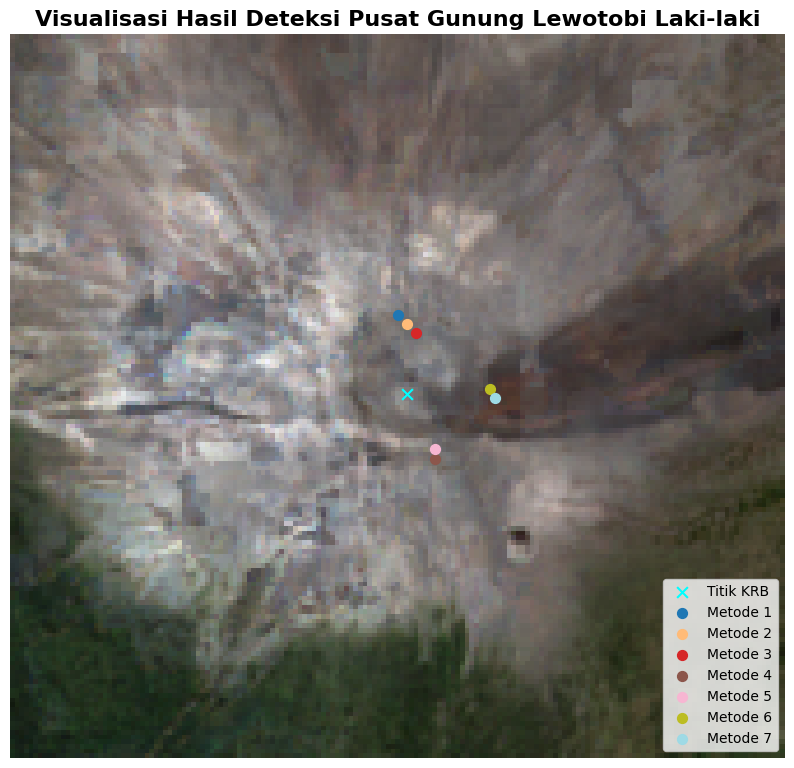 Visualisasi Hasil Deteksi Pusat Gunung Lewotobi Laki-laki
Titik KRB
Metode 1
Metode 2
Metode 3
Metode 4
Metode 5
Metode 6
Metode 7